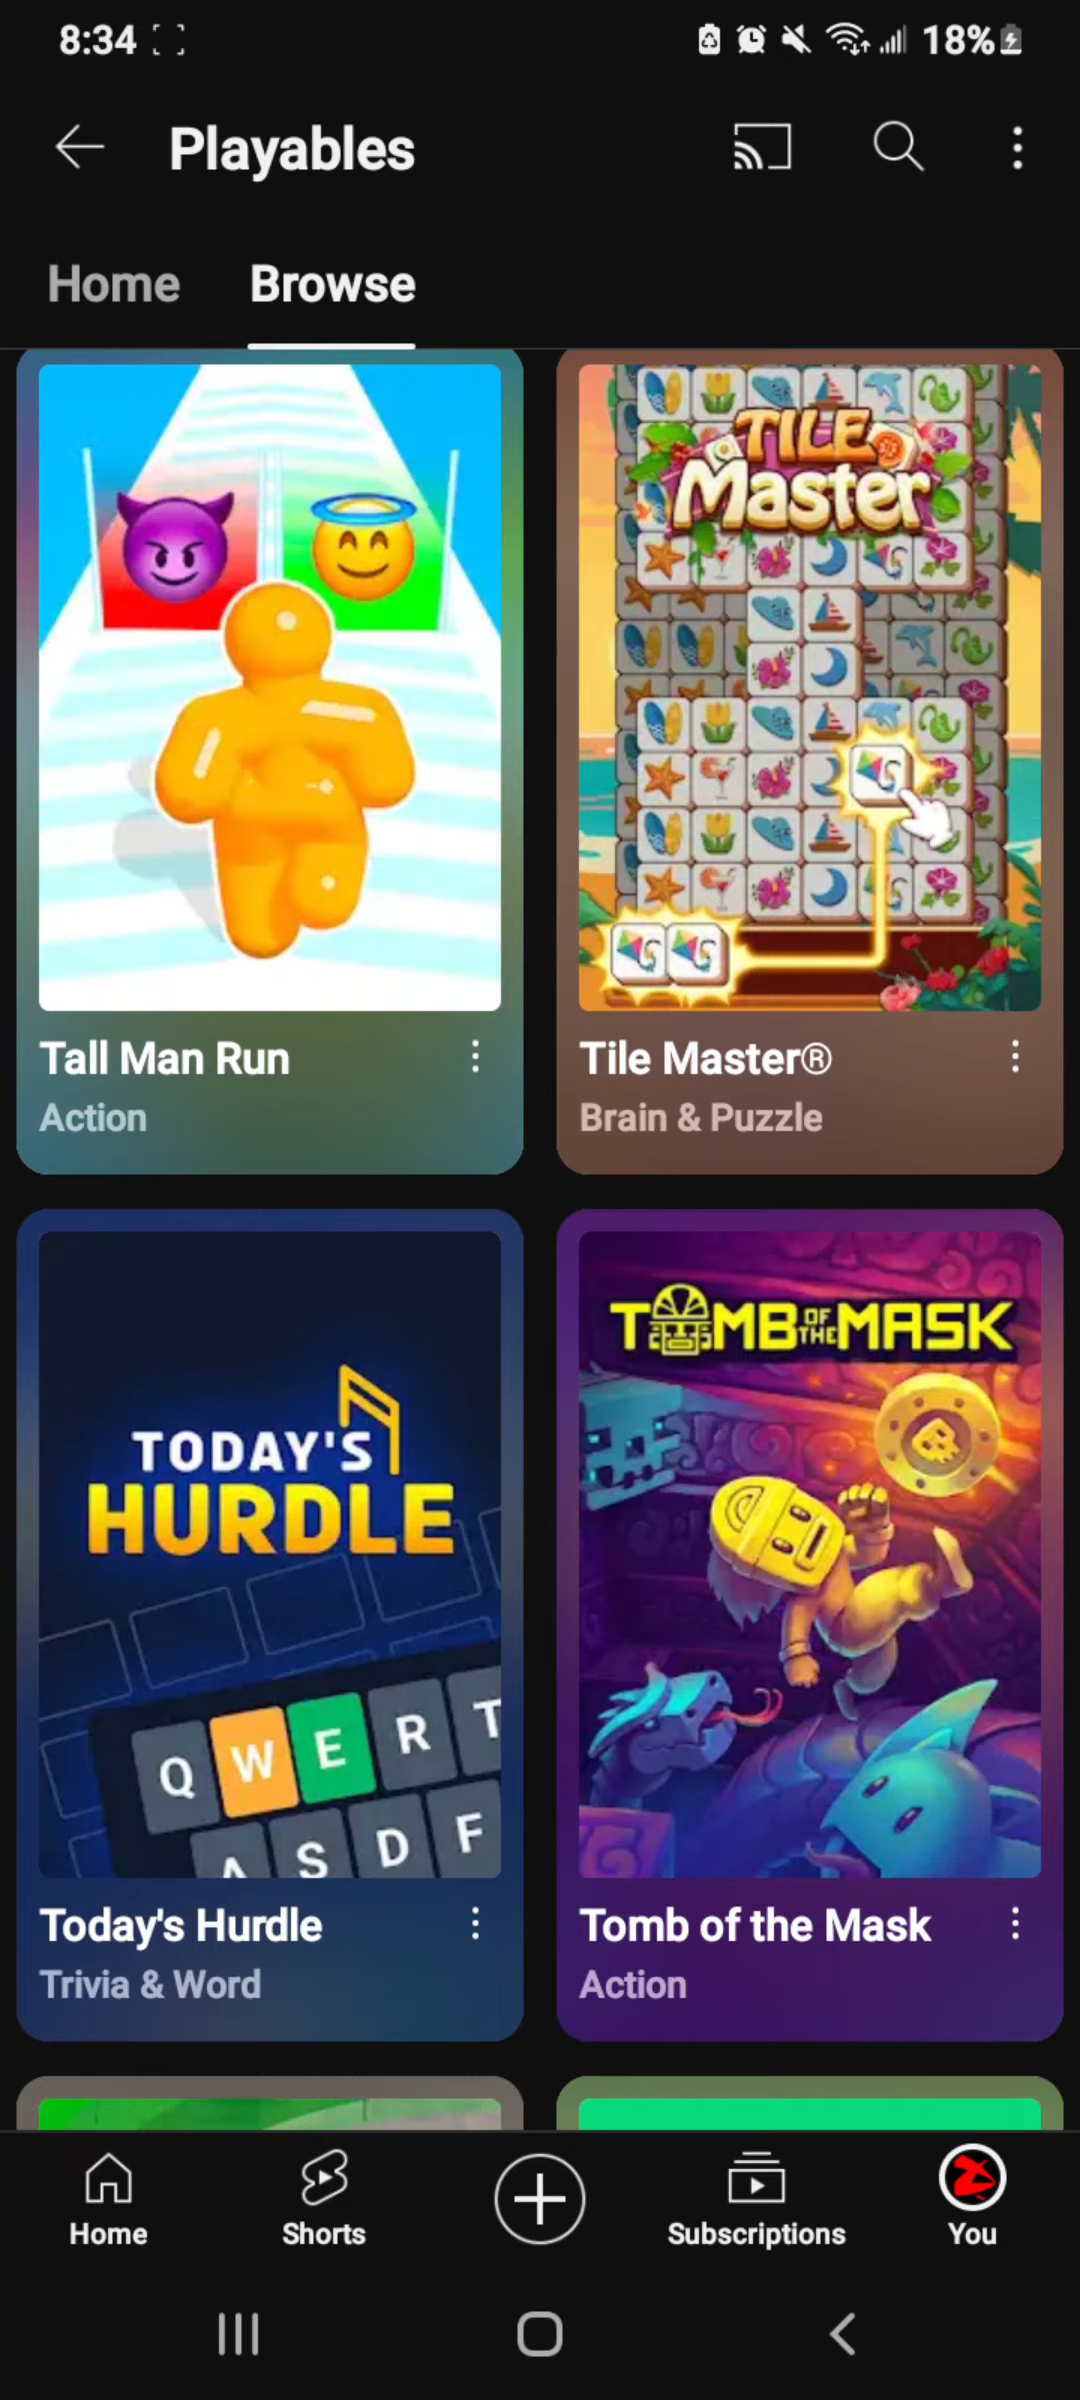 8:34
18%
Playables
Home
Browse
TILE
Master
Tall Man Run
Action
Tile Master®
Brain & Puzzle
TODAY'S
HURDLE
Q W E R T
A S D F
TOMB OF THE MASK
Today's Hurdle
Trivia & Word
Tomb of the Mask
Action
Home
Shorts
Subscriptions
You